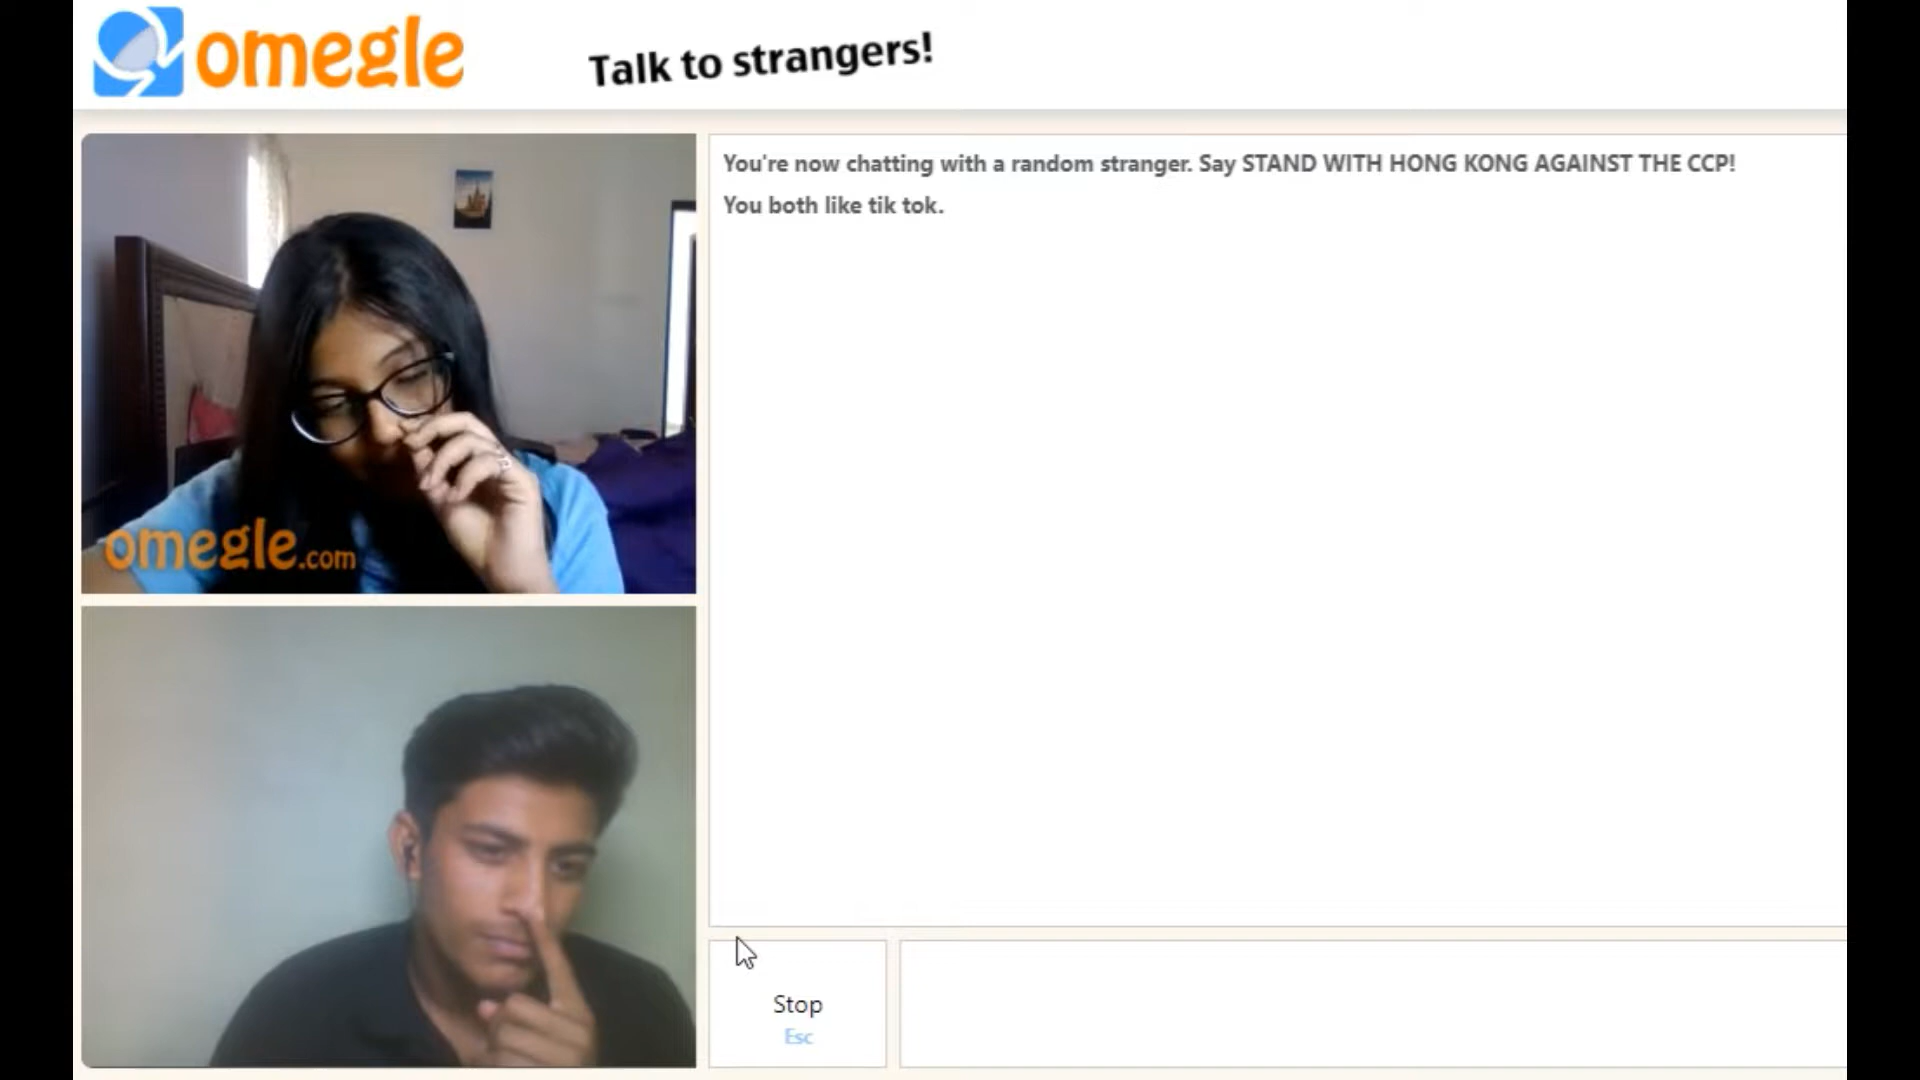 omegle
Talk to strangers!
You're now chatting with a random stranger. Say STAND WITH HONG KONG AGAINST THE CCP!
You both like tik tok.
omegle.com
Stop
Esc